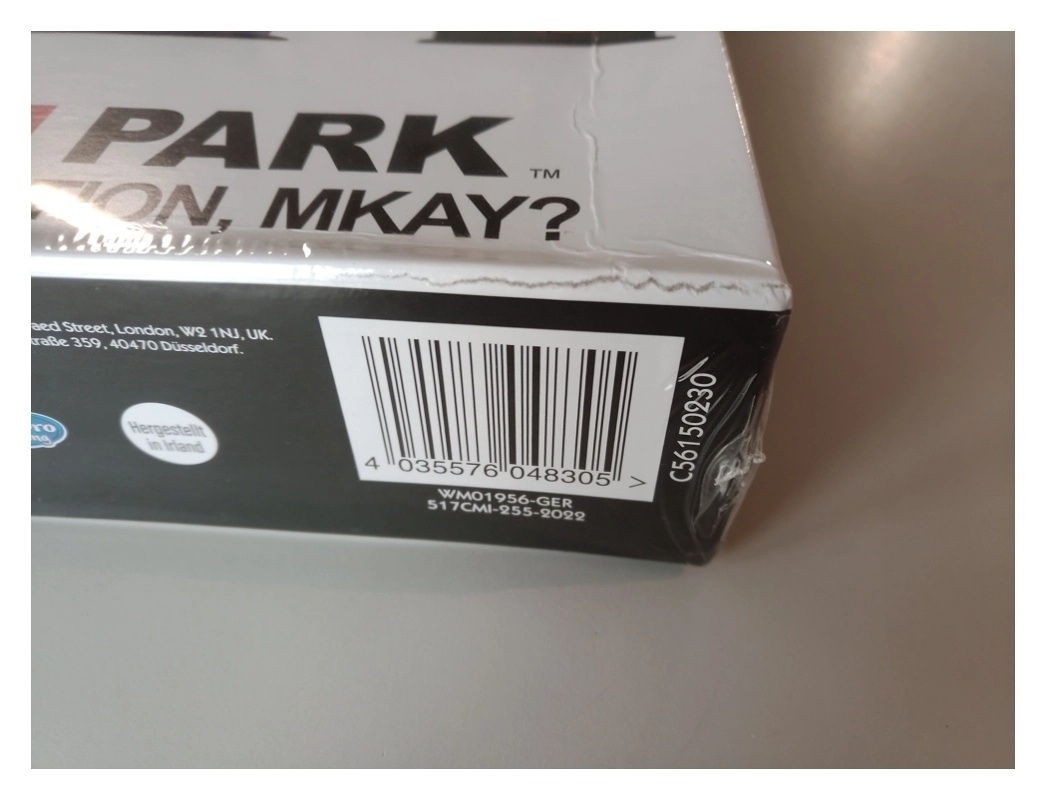 PARK ™
TION, MKAY?
aed Street, London, W2 1NJ, UK.
traße 359, 40470 Düsseldorf.
Hergestellt
in Irland
4 035576 048305 >
WM01956-GER
517CMI-255-2022
C56150230